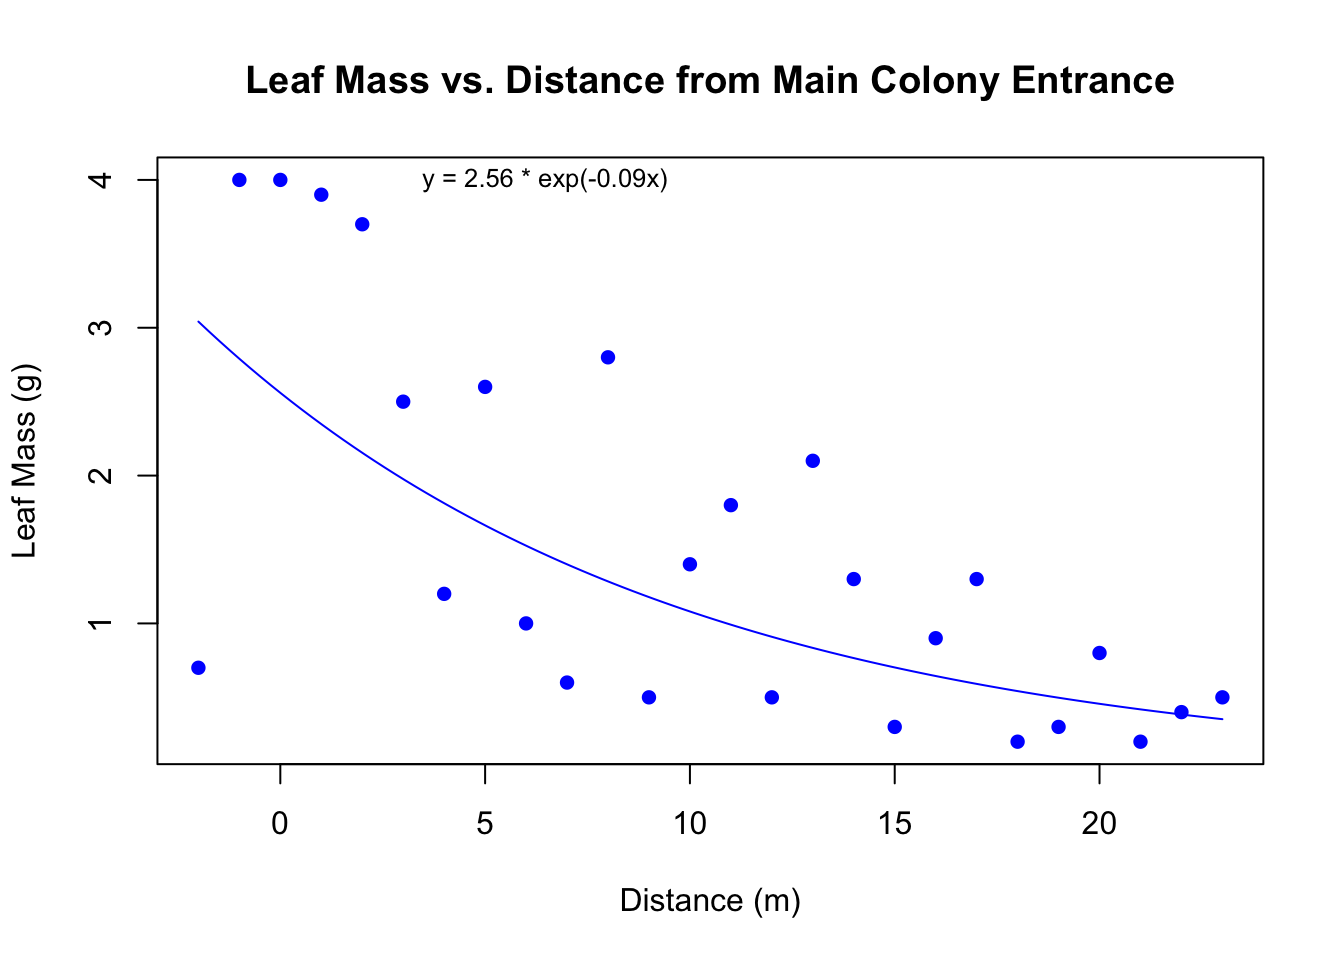 Leaf Mass vs. Distance from Main Colony Entrance
y = 2.56 * exp(-0.09x)
4
3
2
1
Leaf Mass (g)
0 5 10 15 20
Distance (m)